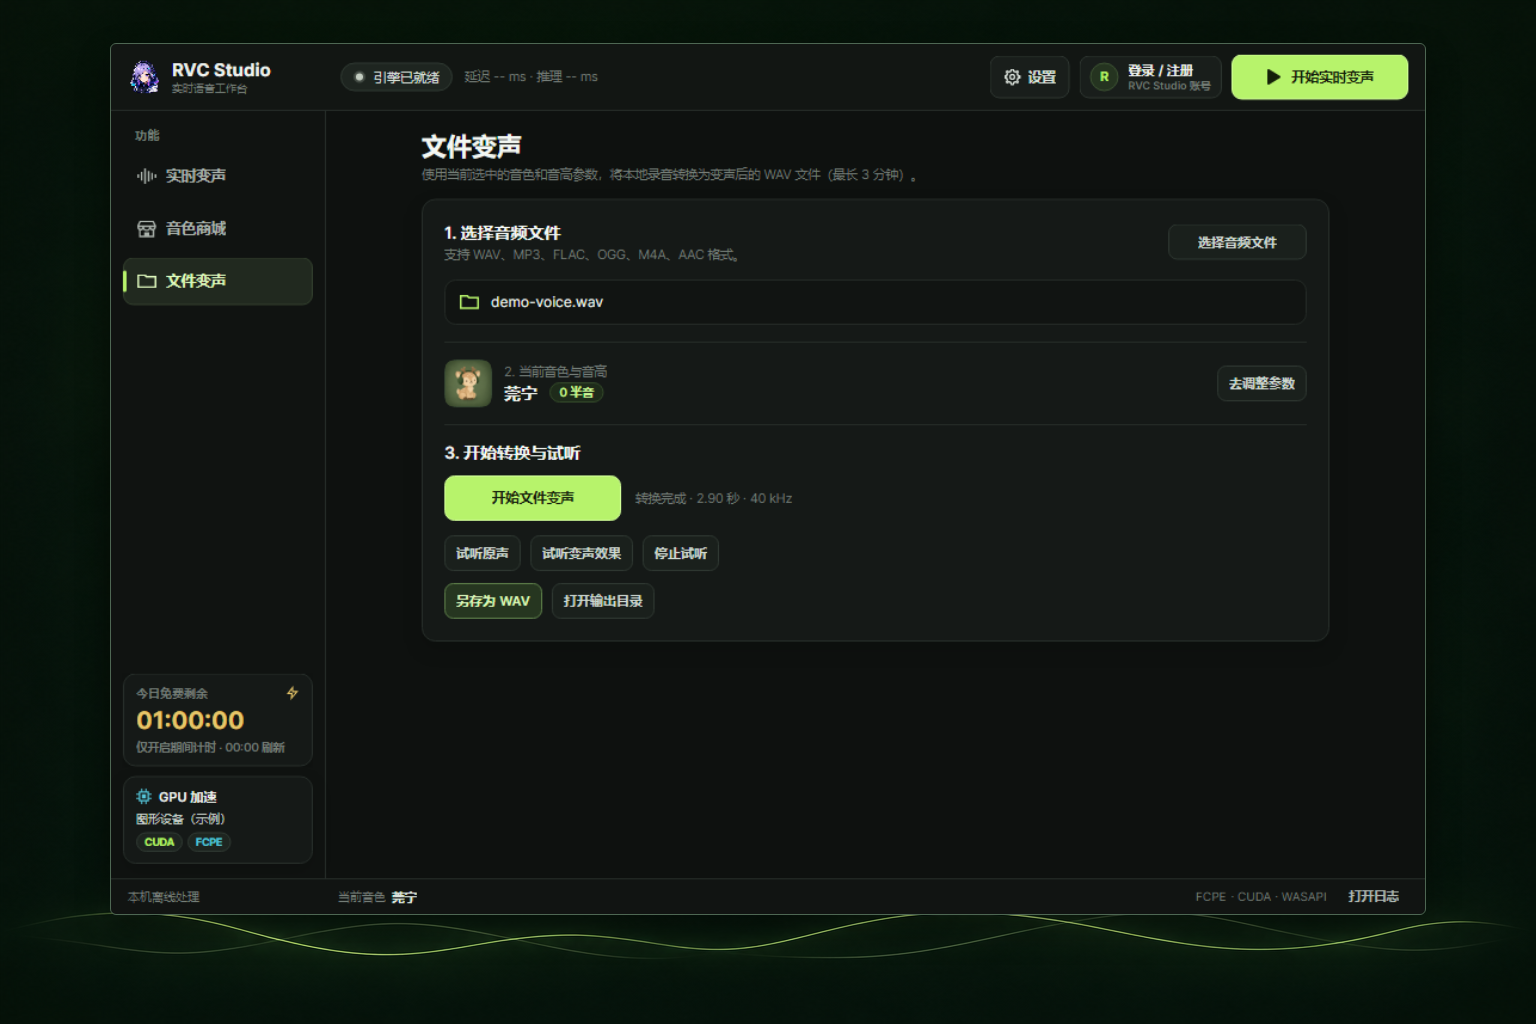 RVC Studio
实时语音工作台
引擎已就绪
延迟 -- ms · 推理 -- ms
设置
R
登录 / 注册
RVC Studio 账号
开始实时变声
功能
实时变声
音色商城
文件变声
文件变声
使用当前选中的音色和音高参数，将本地录音转换为变声后的 WAV 文件（最长 3 分钟）。
1. 选择音频文件
支持 WAV、MP3、FLAC、OGG、M4A、AAC 格式。
选择音频文件
demo-voice.wav
2. 当前音色与音高
莞宁
0 半音
去调整参数
3. 开始转换与试听
开始文件变声
转换完成 · 2.90 秒 · 40 kHz
试听原声
试听变声效果
停止试听
另存为 WAV
打开输出目录
今日免费剩余
01:00:00
仅开启期间计时 · 00:00 刷新
GPU 加速
图形设备（示例）
CUDA
FCPE
本机离线处理
当前音色 莞宁
FCPE · CUDA · WASAPI
打开日志